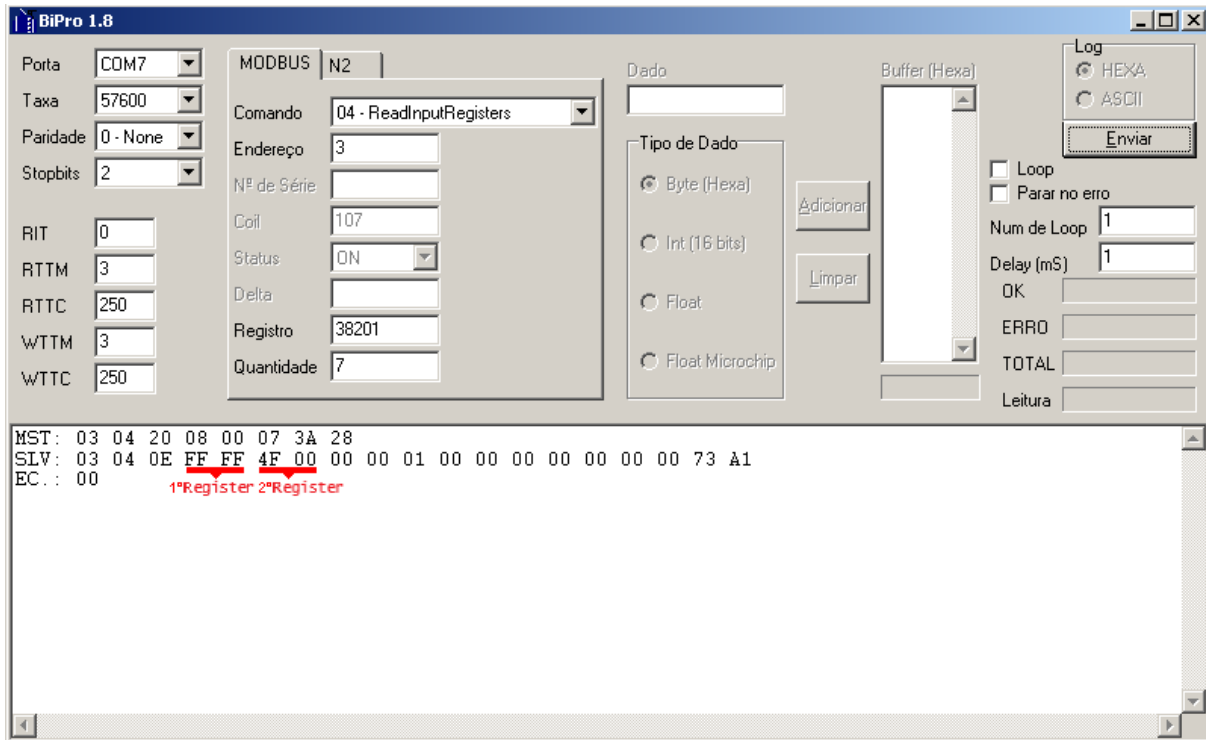 BiPro 1.8
Porta COM7
Taxa 57600
Paridade 0 - None
Stopbits 2
RIT 0
RTTM 3
RTTC 250
WTTM 3
WTTC 250
MODBUS N2
Comando 04 - ReadInputRegisters
Endereço 3
Nº de Série
Coil 107
Status ON
Delta
Registro 38201
Quantidade 7
Dado
Tipo de Dado
Byte (Hexa)
Int (16 bits)
Float
Float Microchip
Adicionar
Limpar
Buffer (Hexa)
Log
HEXA
ASCII
Enviar
Loop
Parar no erro
Num de Loop 1
Delay (mS) 1
OK
ERRO
TOTAL
Leitura
MST: 03 04 20 08 00 07 3A 28
SLV: 03 04 0E FF FF 4F 00 00 00 01 00 00 00 00 00 00 00 73 A1
EC.: 00
1ºRegister 2ºRegister